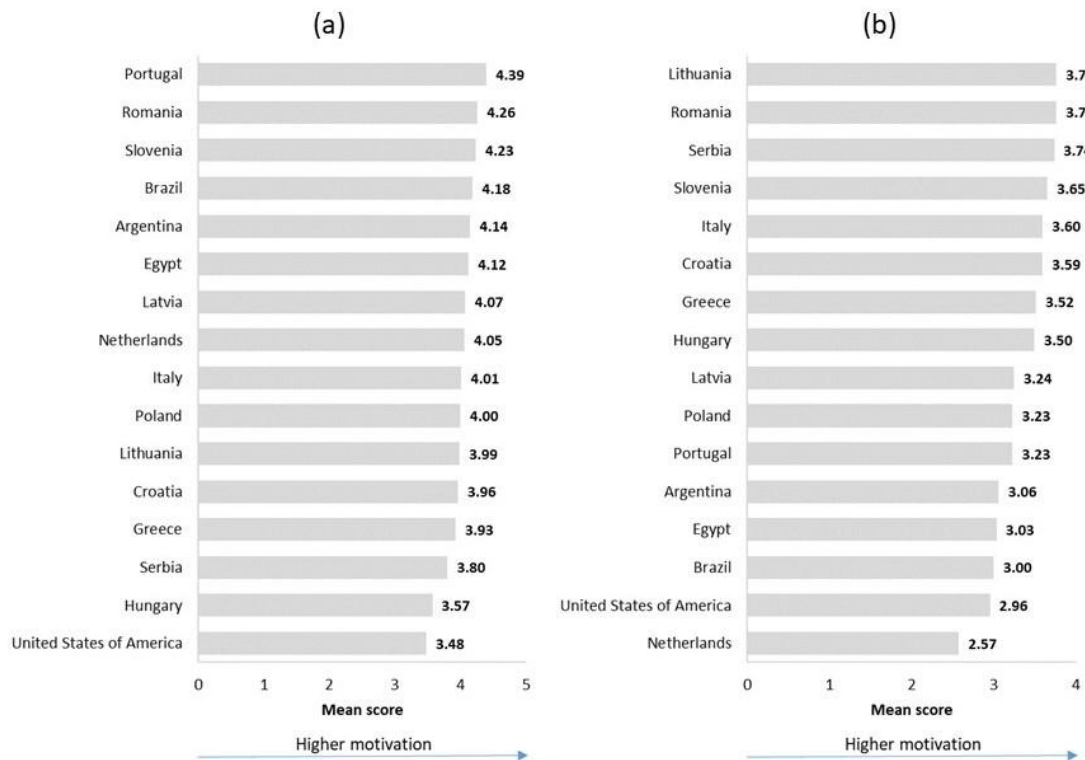 (a)
Portugal 4.39
Romania 4.26
Slovenia 4.23
Brazil 4.18
Argentina 4.14
Egypt 4.12
Latvia 4.07
Netherlands 4.05
Italy 4.01
Poland 4.00
Lithuania 3.99
Croatia 3.96
Greece 3.93
Serbia 3.80
Hungary 3.57
United States of America 3.48
0 1 2 3 4 5
Mean score
Higher motivation
(b)
Lithuania 3.7
Romania 3.7
Serbia 3.74
Slovenia 3.65
Italy 3.60
Croatia 3.59
Greece 3.52
Hungary 3.50
Latvia 3.24
Poland 3.23
Portugal 3.23
Argentina 3.06
Egypt 3.03
Brazil 3.00
United States of America 2.96
Netherlands 2.57
0 1 2 3 4
Mean score
Higher motivation